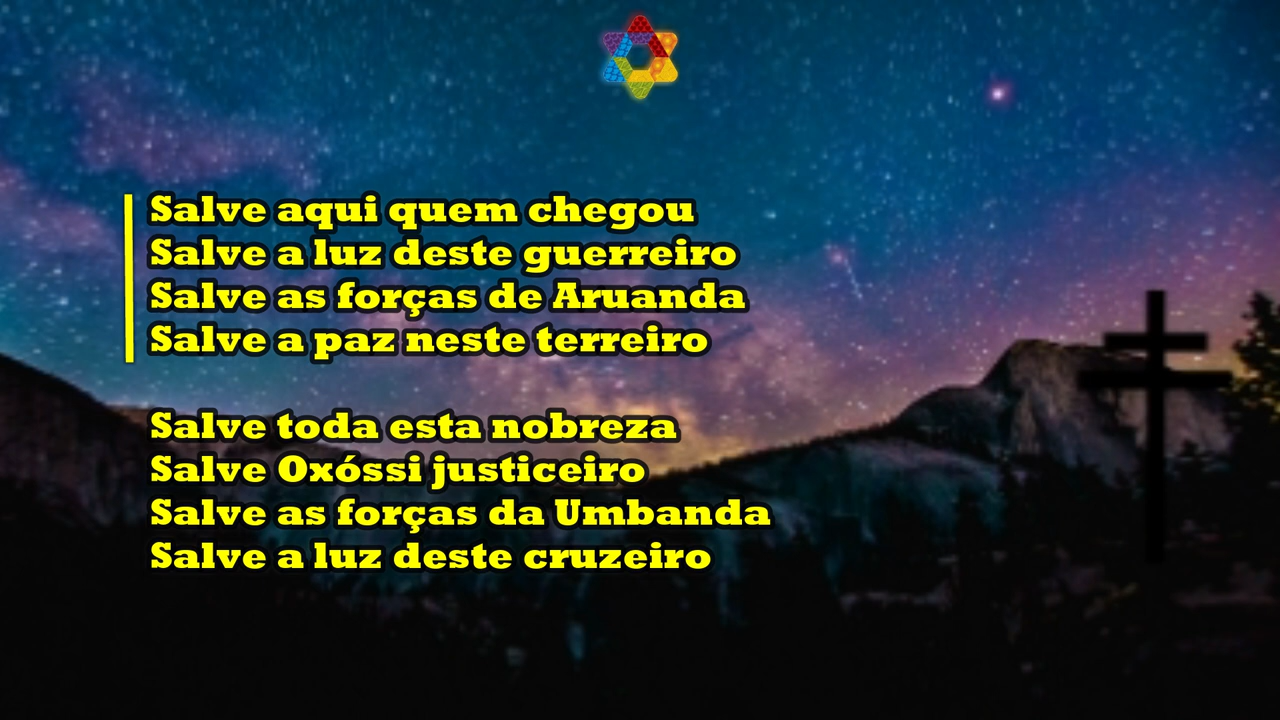 Salve aqui quem chegou
Salve a luz deste guerreiro
Salve as forças de Aruanda
Salve a paz neste terreiro
Salve toda esta nobreza
Salve Oxóssi justiceiro
Salve as forças da Umbanda
Salve a luz deste cruzeiro